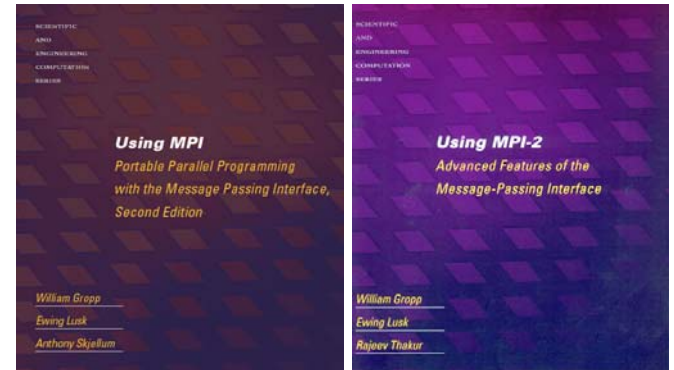 SCIENTIFIC
AND
ENGINEERING
COMPUTATION
SERIES
Using MPI
Portable Parallel Programming
with the Message Passing Interface,
Second Edition
William Gropp
Ewing Lusk
Anthony Skjellum
SCIENTIFIC
AND
ENGINEERING
COMPUTATION
SERIES
Using MPI-2
Advanced Features of the
Message-Passing Interface
William Gropp
Ewing Lusk
Rajeev Thakur